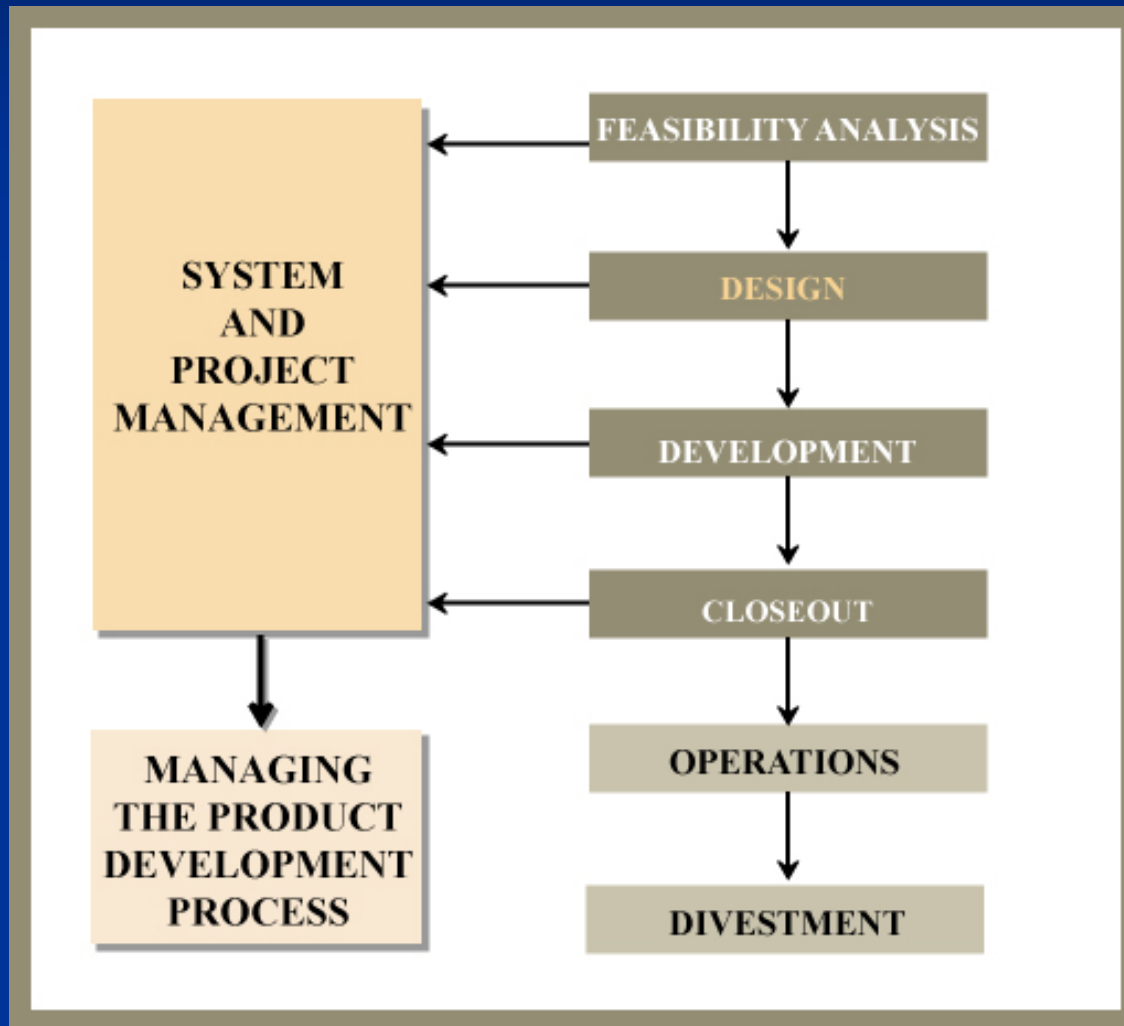 SYSTEM
AND
PROJECT
MANAGEMENT
MANAGING
THE PRODUCT
DEVELOPMENT
PROCESS
FEASIBILITY ANALYSIS
DESIGN
DEVELOPMENT
CLOSEOUT
OPERATIONS
DIVESTMENT